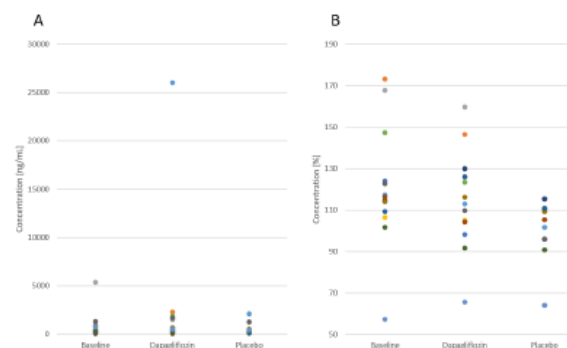 A
30000
25000
20000
15000
10000
5000
0
Concentration [ng/mL]
Baseline Dapagliflozin Placebo
B
190
170
150
130
110
90
70
50
Concentration [%]
Baseline Dapagliflozin Placebo